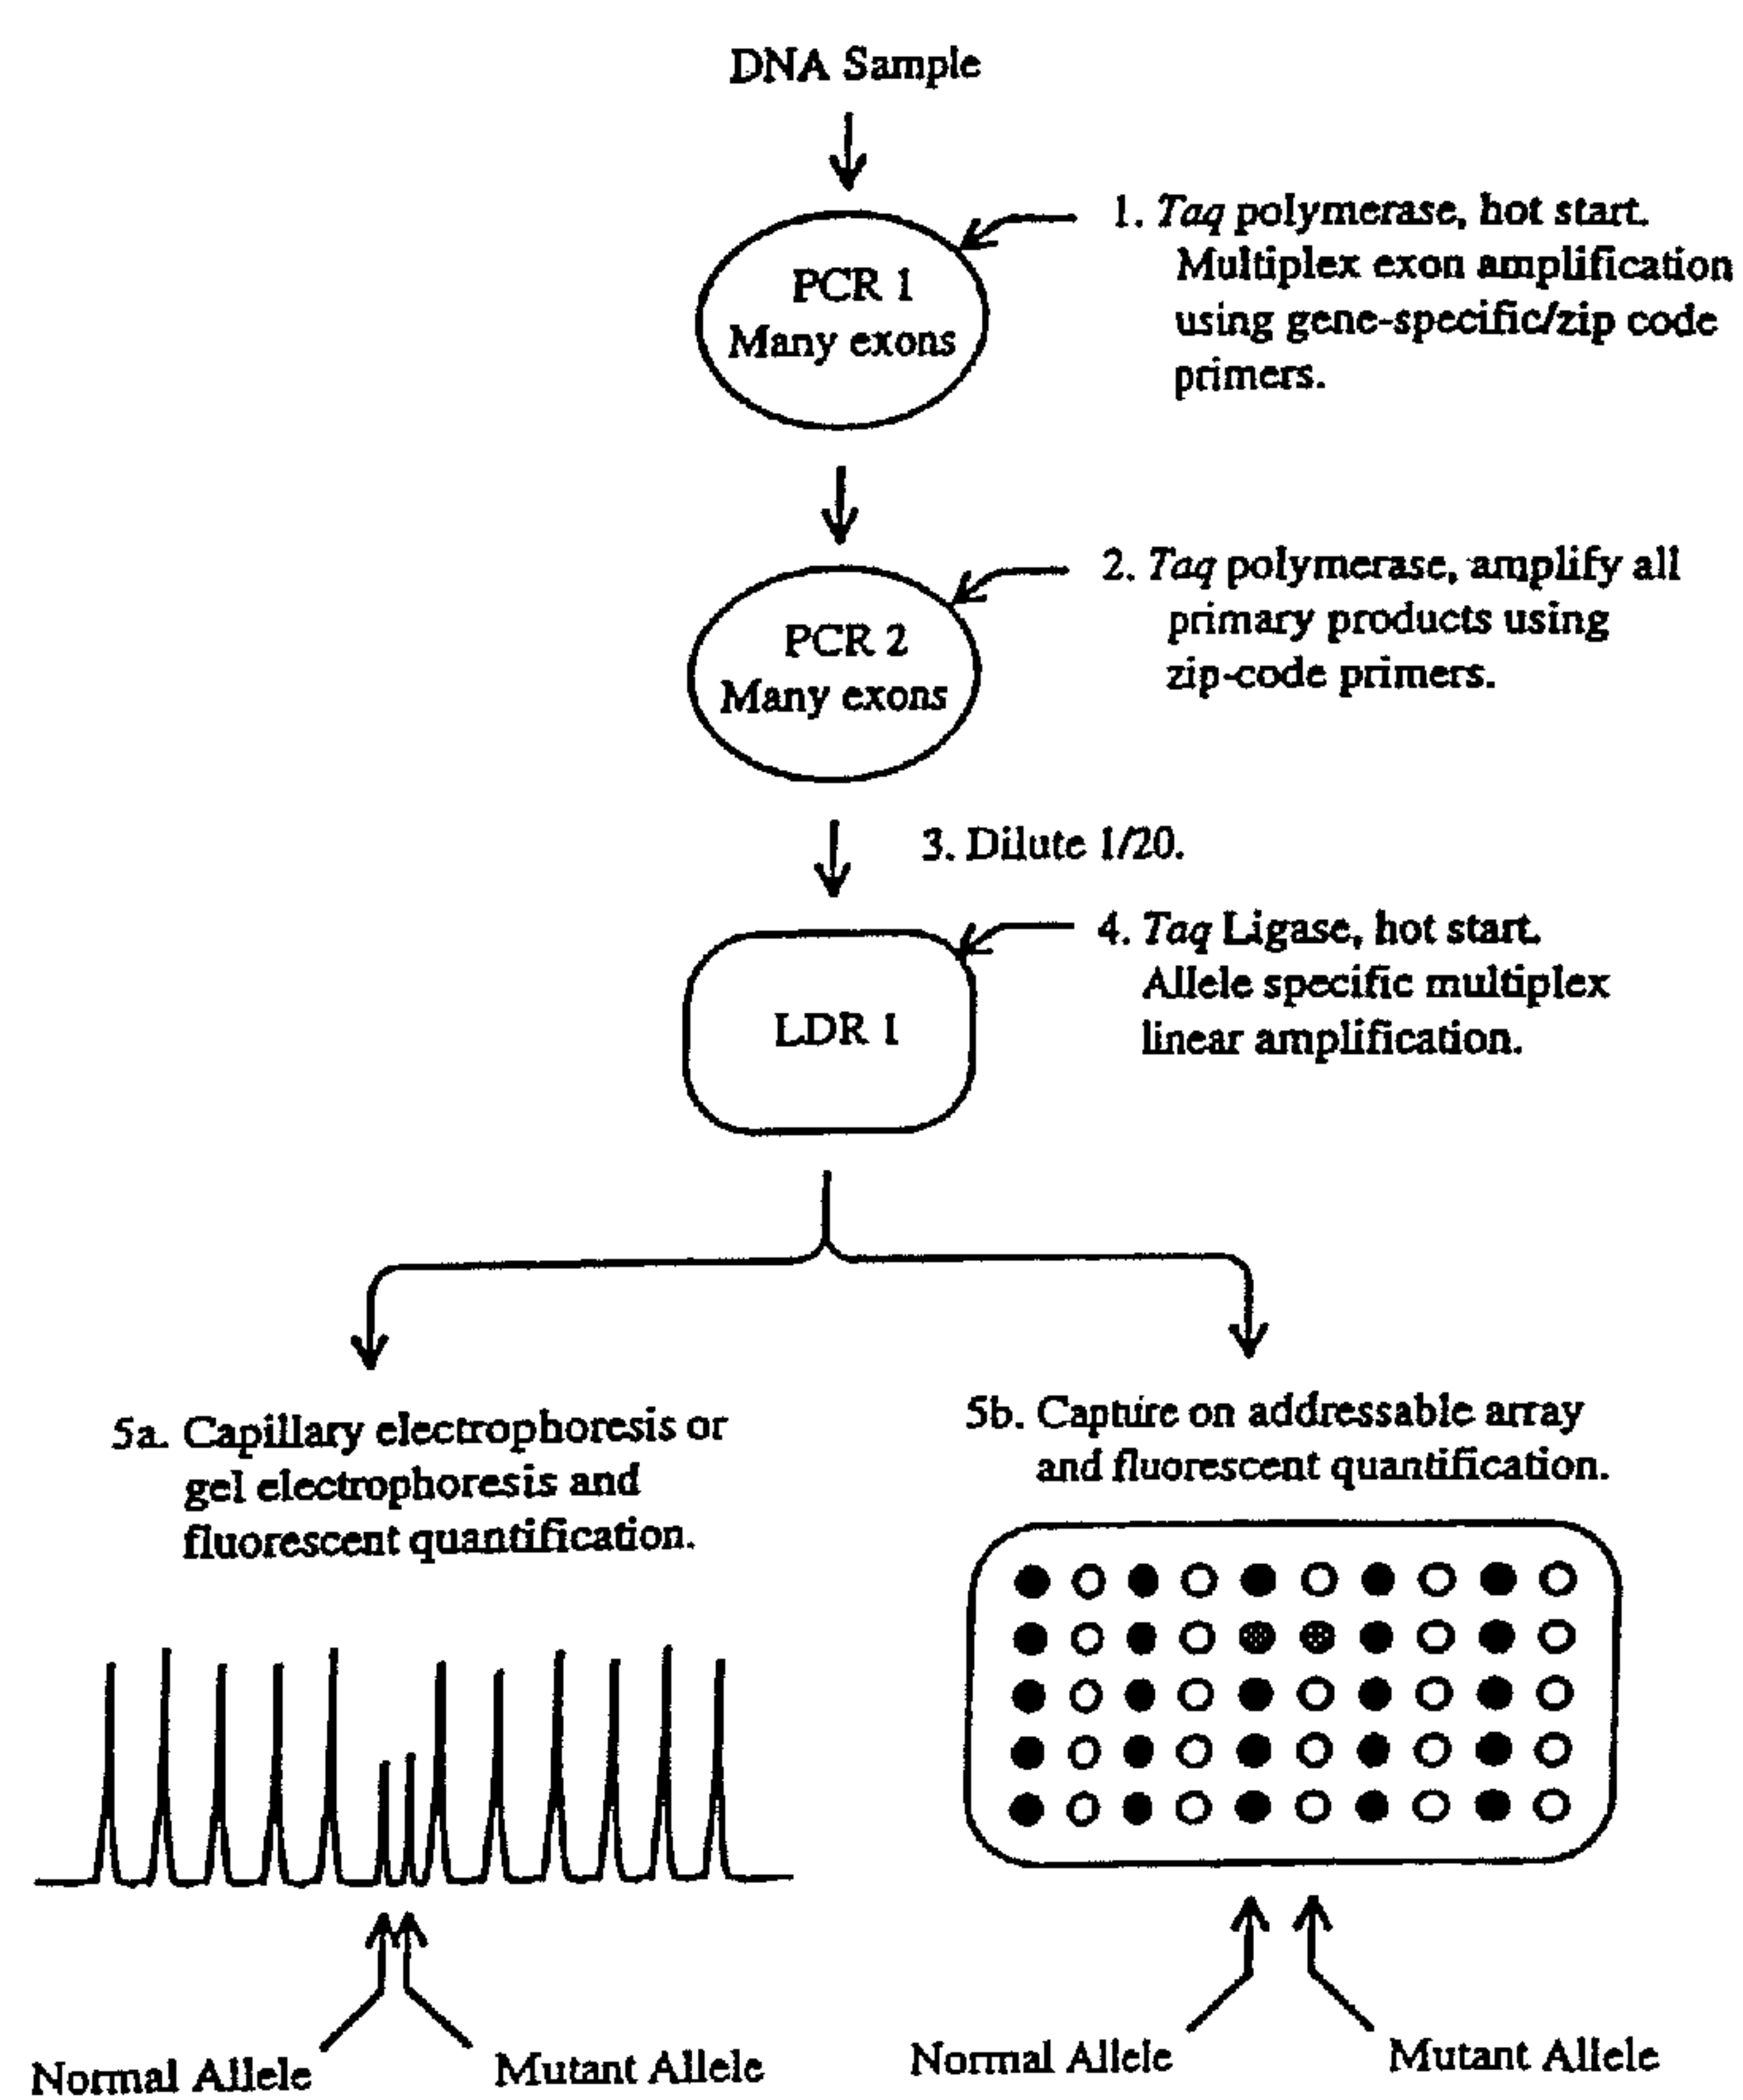 DNA Sample
1. Taq polymerase, hot start.
Multiplex exon amplification
using gene-specific/zip code
primers.
PCR 1
Many exons
2. Taq polymerase, amplify all
primary products using
zip-code primers.
PCR 2
Many exons
3. Dilute 1/20.
4. Taq Ligase, hot start.
Allele specific multiplex
linear amplification.
LDR 1
5a. Capillary electrophoresis or
gel electrophoresis and
fluorescent quantification.
5b. Capture on addressable array
and fluorescent quantification.
Normal Allele
Mutant Allele
Normal Allele
Mutant Allele